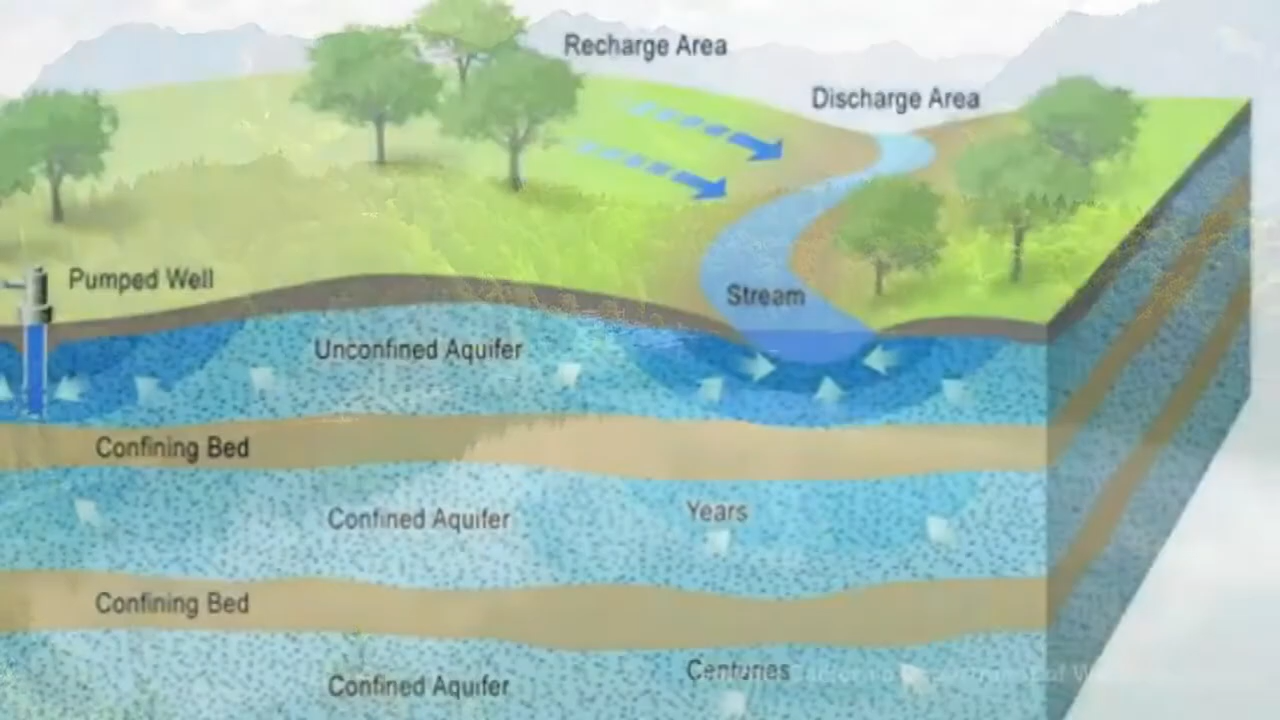 Recharge Area
Discharge Area
Pumped Well
Stream
Unconfined Aquifer
Confining Bed
Confined Aquifer
Years
Confining Bed
Confined Aquifer
Centuries